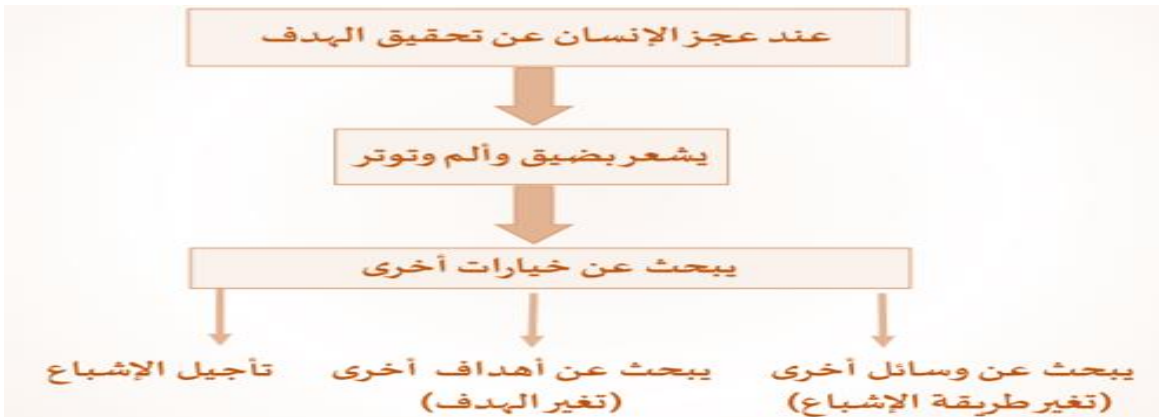 عند عجز الإنسان عن تحقيق الهدف
يشعر بضيق وألم وتوتر
يبحث عن خيارات أخرى
يبحث عن وسائل أخرى
(تغير طريقة الإشباع)
يبحث عن أهداف أخرى
(تغير الهدف)
تأجيل الإشباع